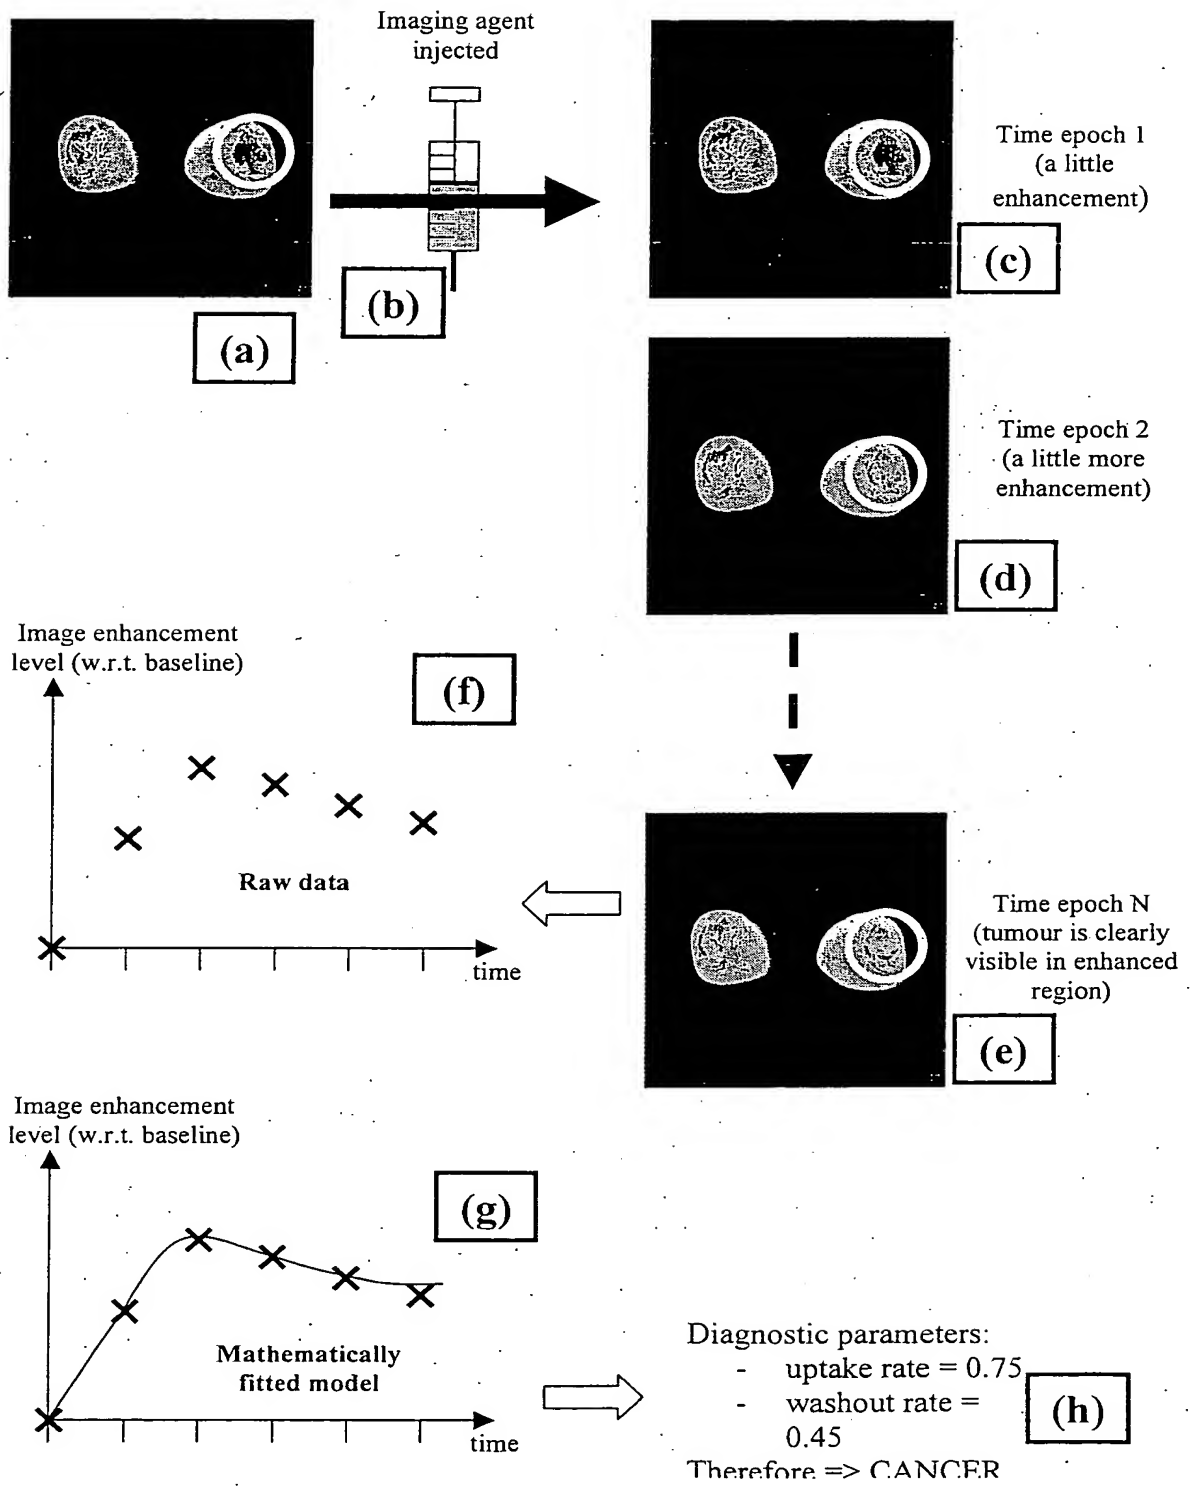 Imaging agent
injected
Time epoch 1
(a little
enhancement)
(c)
(b)
(a)
Time epoch 2
(a little more
enhancement)
(d)
Image enhancement
level (w.r.t. baseline)
(f)
Raw data
time
Time epoch N
(tumour is clearly
visible in enhanced
region)
(e)
Image enhancement
level (w.r.t. baseline)
(g)
Mathematically
fitted model
time
Diagnostic parameters:
- uptake rate = 0.75
- washout rate =
0.45
Therefore => CANCER
(h)